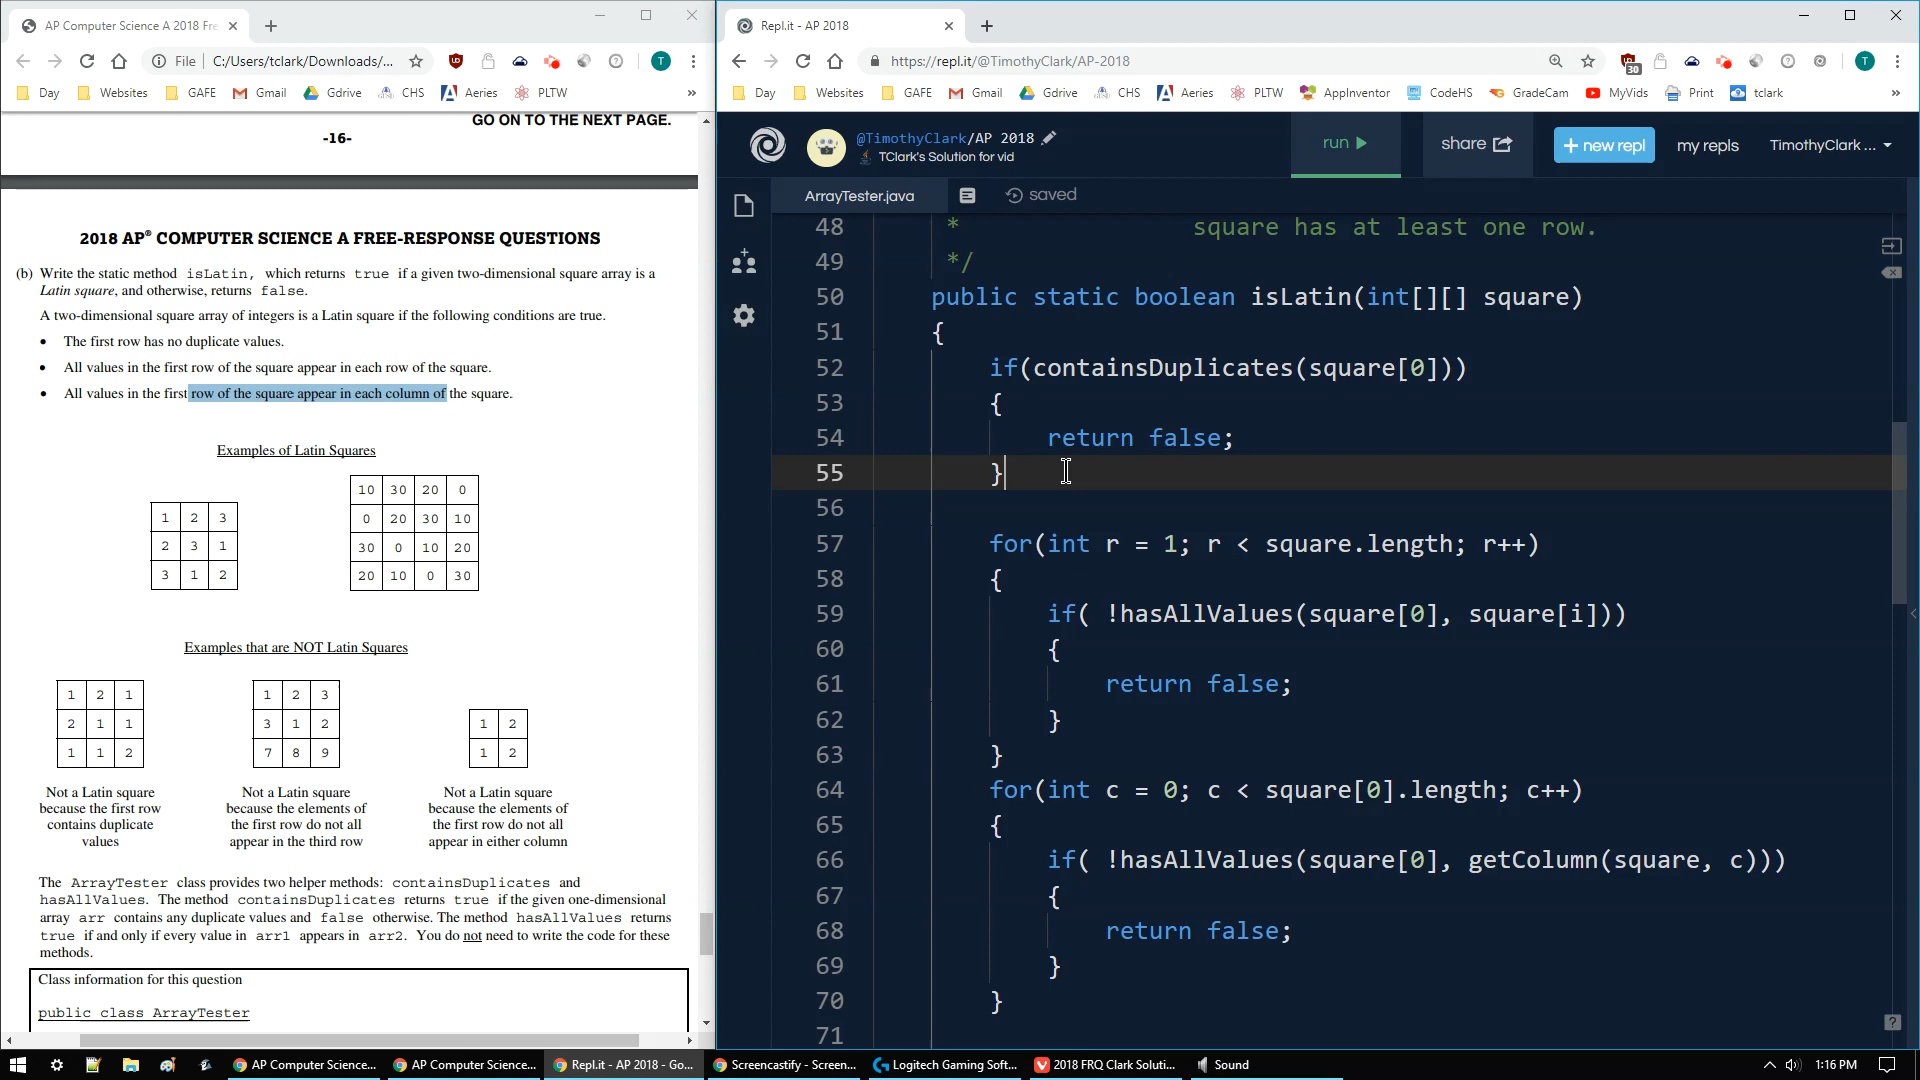 AP Computer Science A 2018 Fre
File
C:/Users/tclark/Downloads/...
T
Day
Websites
GAFE
Gmail
Gdrive
CHS
Aeries
PLTW
»
GO ON TO THE NEXT PAGE.
-16-
2018 AP® COMPUTER SCIENCE A FREE-RESPONSE QUESTIONS
(b) Write the static method isLatin, which returns true if a given two-dimensional square array is a
Latin square, and otherwise, returns false.
A two-dimensional square array of integers is a Latin square if the following conditions are true.
• The first row has no duplicate values.
• All values in the first row of the square appear in each row of the square.
• All values in the first row of the square appear in each column of the square.
Examples of Latin Squares
1 2 3
2 3 1
3 1 2
10 30 20 0
0 20 30 10
30 0 10 20
20 10 0 30
Examples that are NOT Latin Squares
1 2 1
2 1 1
1 1 2
1 2 3
3 1 2
7 8 9
1 2
1 2
Not a Latin square
because the first row
contains duplicate
values
Not a Latin square
because the elements of
the first row do not all
appear in the third row
Not a Latin square
because the elements of
the first row do not all
appear in either column
The ArrayTester class provides two helper methods: containsDuplicates and
hasAllValues. The method containsDuplicates returns true if the given one-dimensional
array arr contains any duplicate values and false otherwise. The method hasAllValues returns
true if and only if every value in arr1 appears in arr2. You do not need to write the code for these
methods.
Class information for this question
public class ArrayTester
Repl.it - AP 2018
https://repl.it/@TimothyClark/AP-2018
30
T
Day
Websites
GAFE
Gmail
Gdrive
CHS
Aeries
PLTW
AppInventor
CodeHS
GradeCam
MyVids
Print
tclark
»
@TimothyClark/AP 2018
TClark's Solution for vid
run
share
+ new repl
my repls
TimothyClark ...
ArrayTester.java
saved
48 * square has at least one row.
49 */
50 public static boolean isLatin(int[][] square)
51 {
52 if(containsDuplicates(square[0]))
53 {
54 return false;
55 }
56
57 for(int r = 1; r < square.length; r++)
58 {
59 if( !hasAllValues(square[0], square[i]))
60 {
61 return false;
62 }
63 }
64 for(int c = 0; c < square[0].length; c++)
65 {
66 if( !hasAllValues(square[0], getColumn(square, c)))
67 {
68 return false;
69 }
70 }
71
AP Computer Science...
AP Computer Science...
Repl.it - AP 2018 - Go...
Screencastify - Screen...
Logitech Gaming Soft...
2018 FRQ Clark Soluti...
Sound
1:16 PM